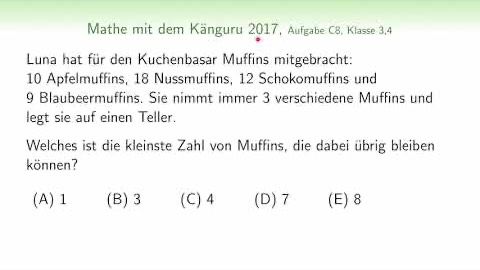 Mathe mit dem Känguru 2017, Aufgabe C8, Klasse 3,4
Luna hat für den Kuchenbasar Muffins mitgebracht:
10 Apfelmuffins, 18 Nussmuffins, 12 Schokomuffins und
9 Blaubeermuffins. Sie nimmt immer 3 verschiedene Muffins und
legt sie auf einen Teller.
Welches ist die kleinste Zahl von Muffins, die dabei übrig bleiben
können?
(A) 1 (B) 3 (C) 4 (D) 7 (E) 8